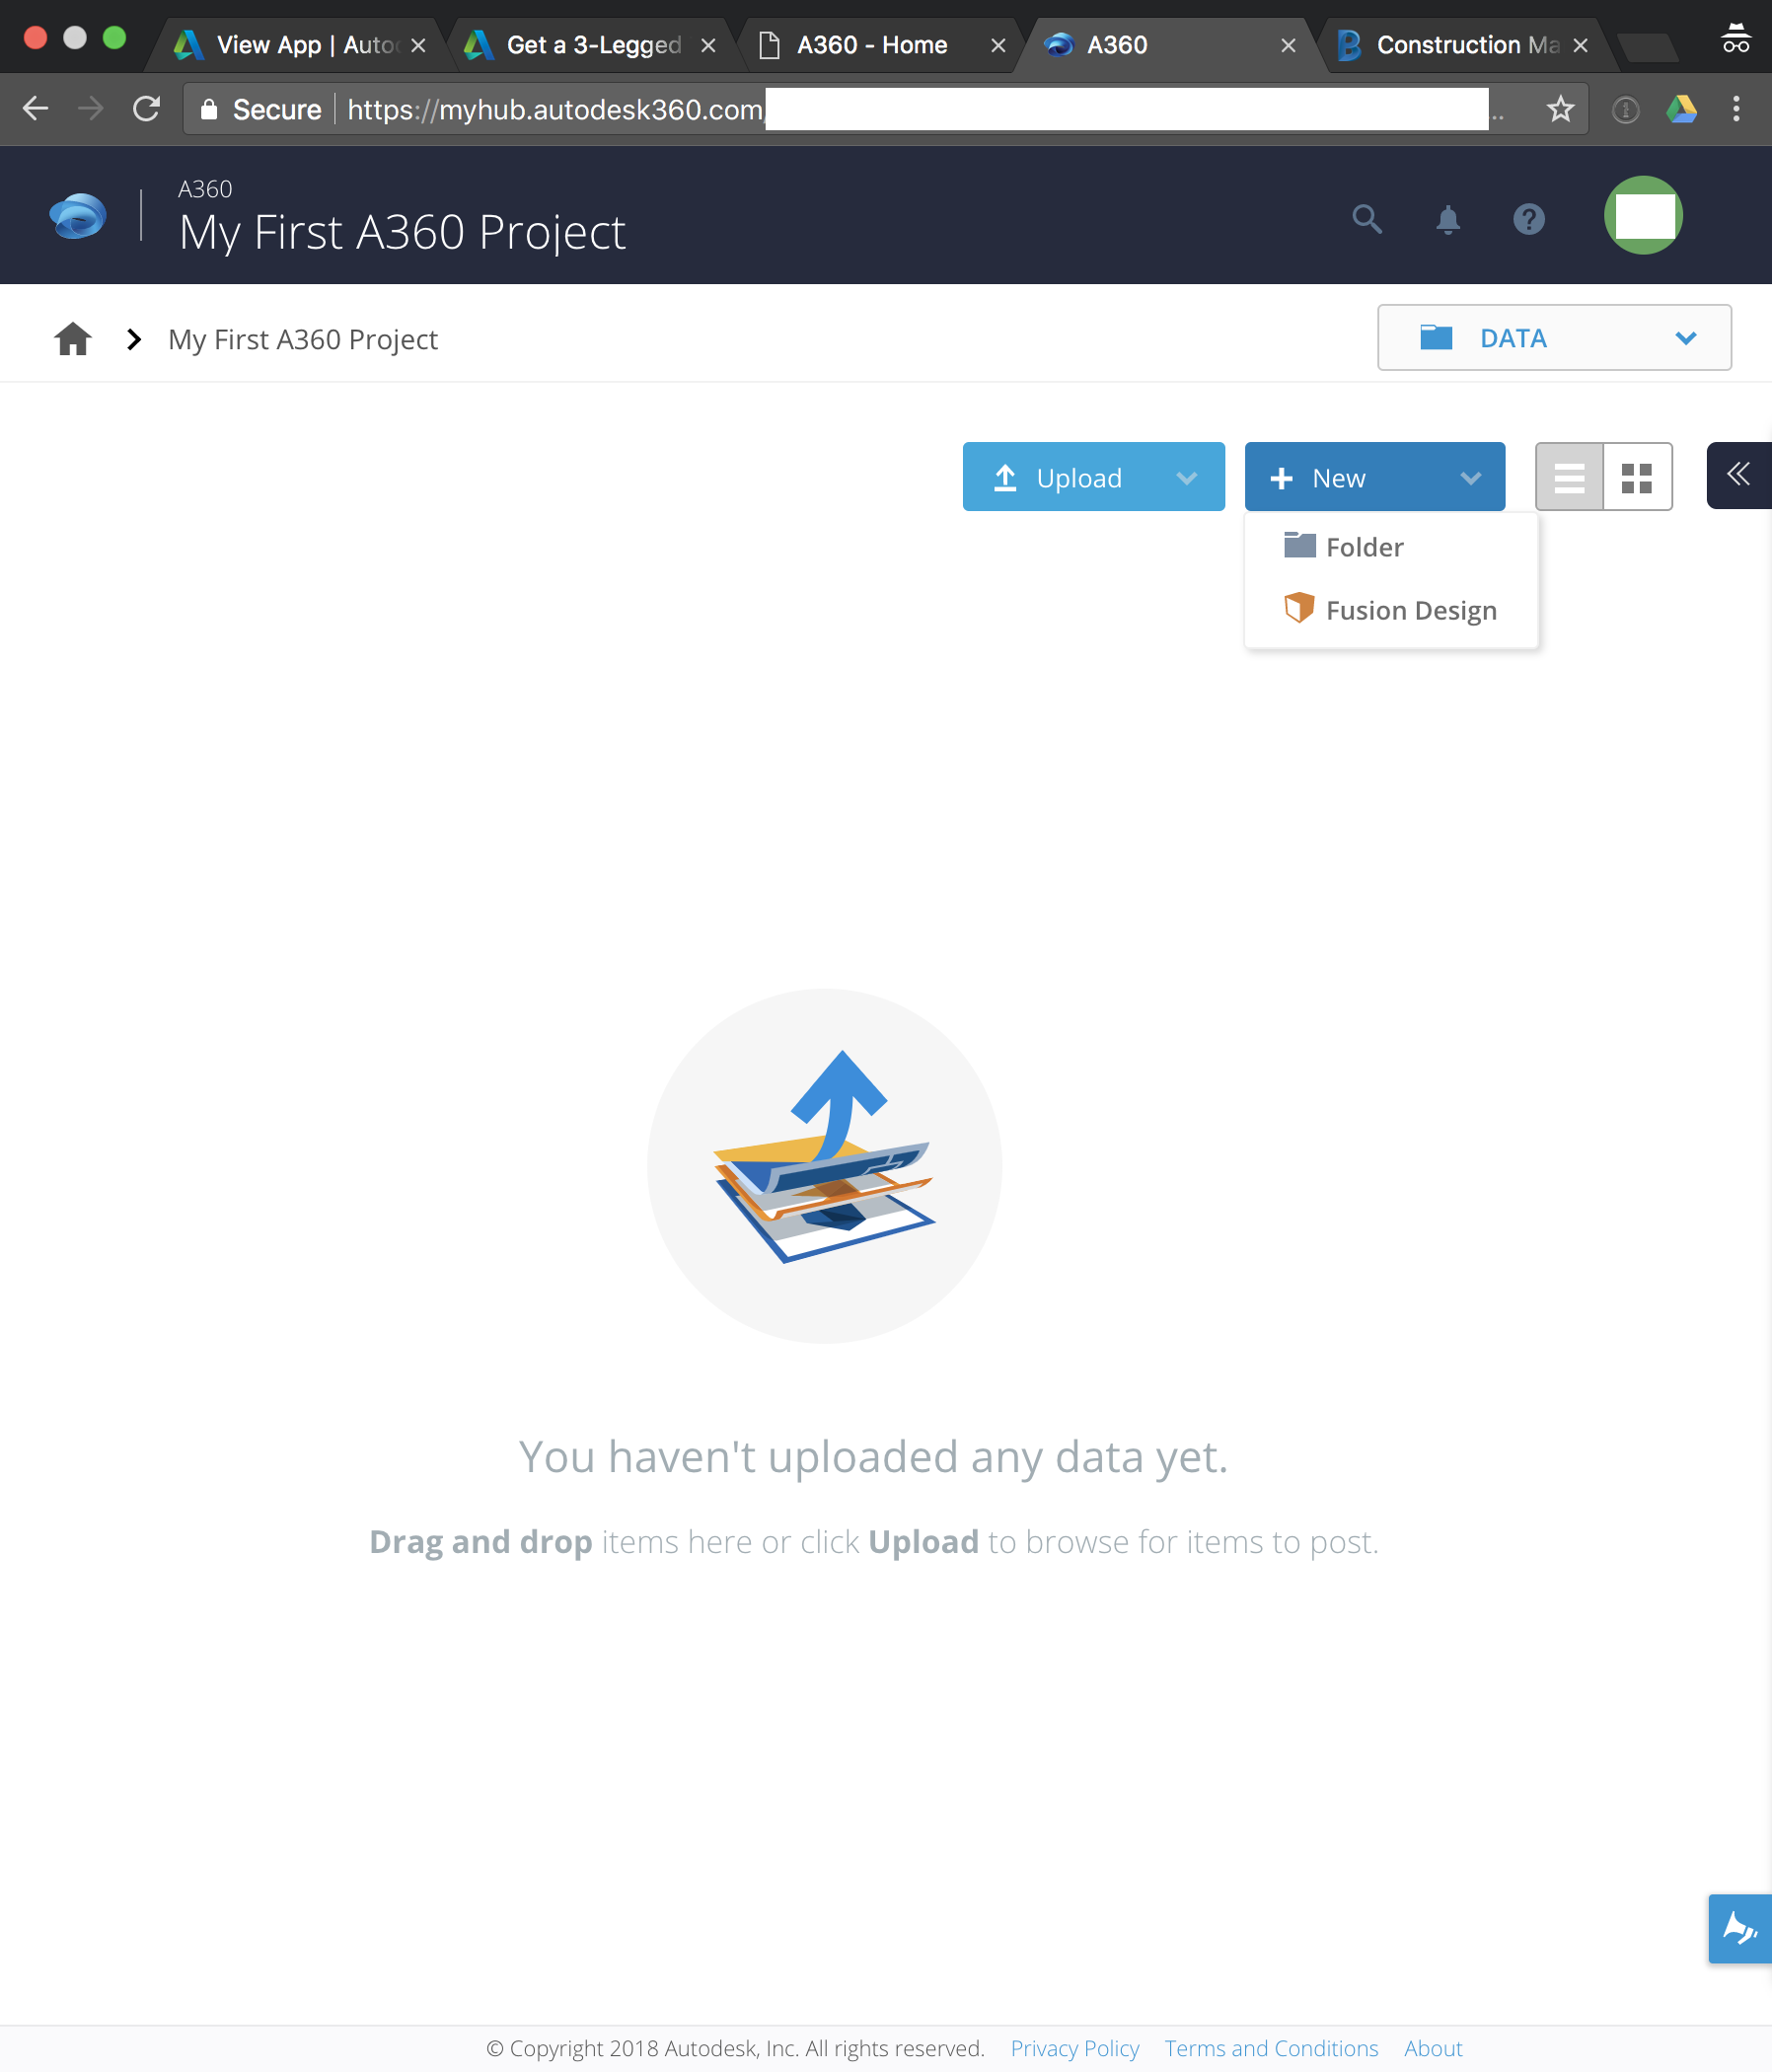 View App | Auto
Get a 3-Legged
A360 - Home
A360
Construction Ma
Secure
https://myhub.autodesk360.com/
..
A360
My First A360 Project
My First A360 Project
DATA
Upload
New
Folder
Fusion Design
You haven't uploaded any data yet.
Drag and drop items here or click Upload to browse for items to post.
© Copyright 2018 Autodesk, Inc. All rights reserved. Privacy Policy Terms and Conditions About